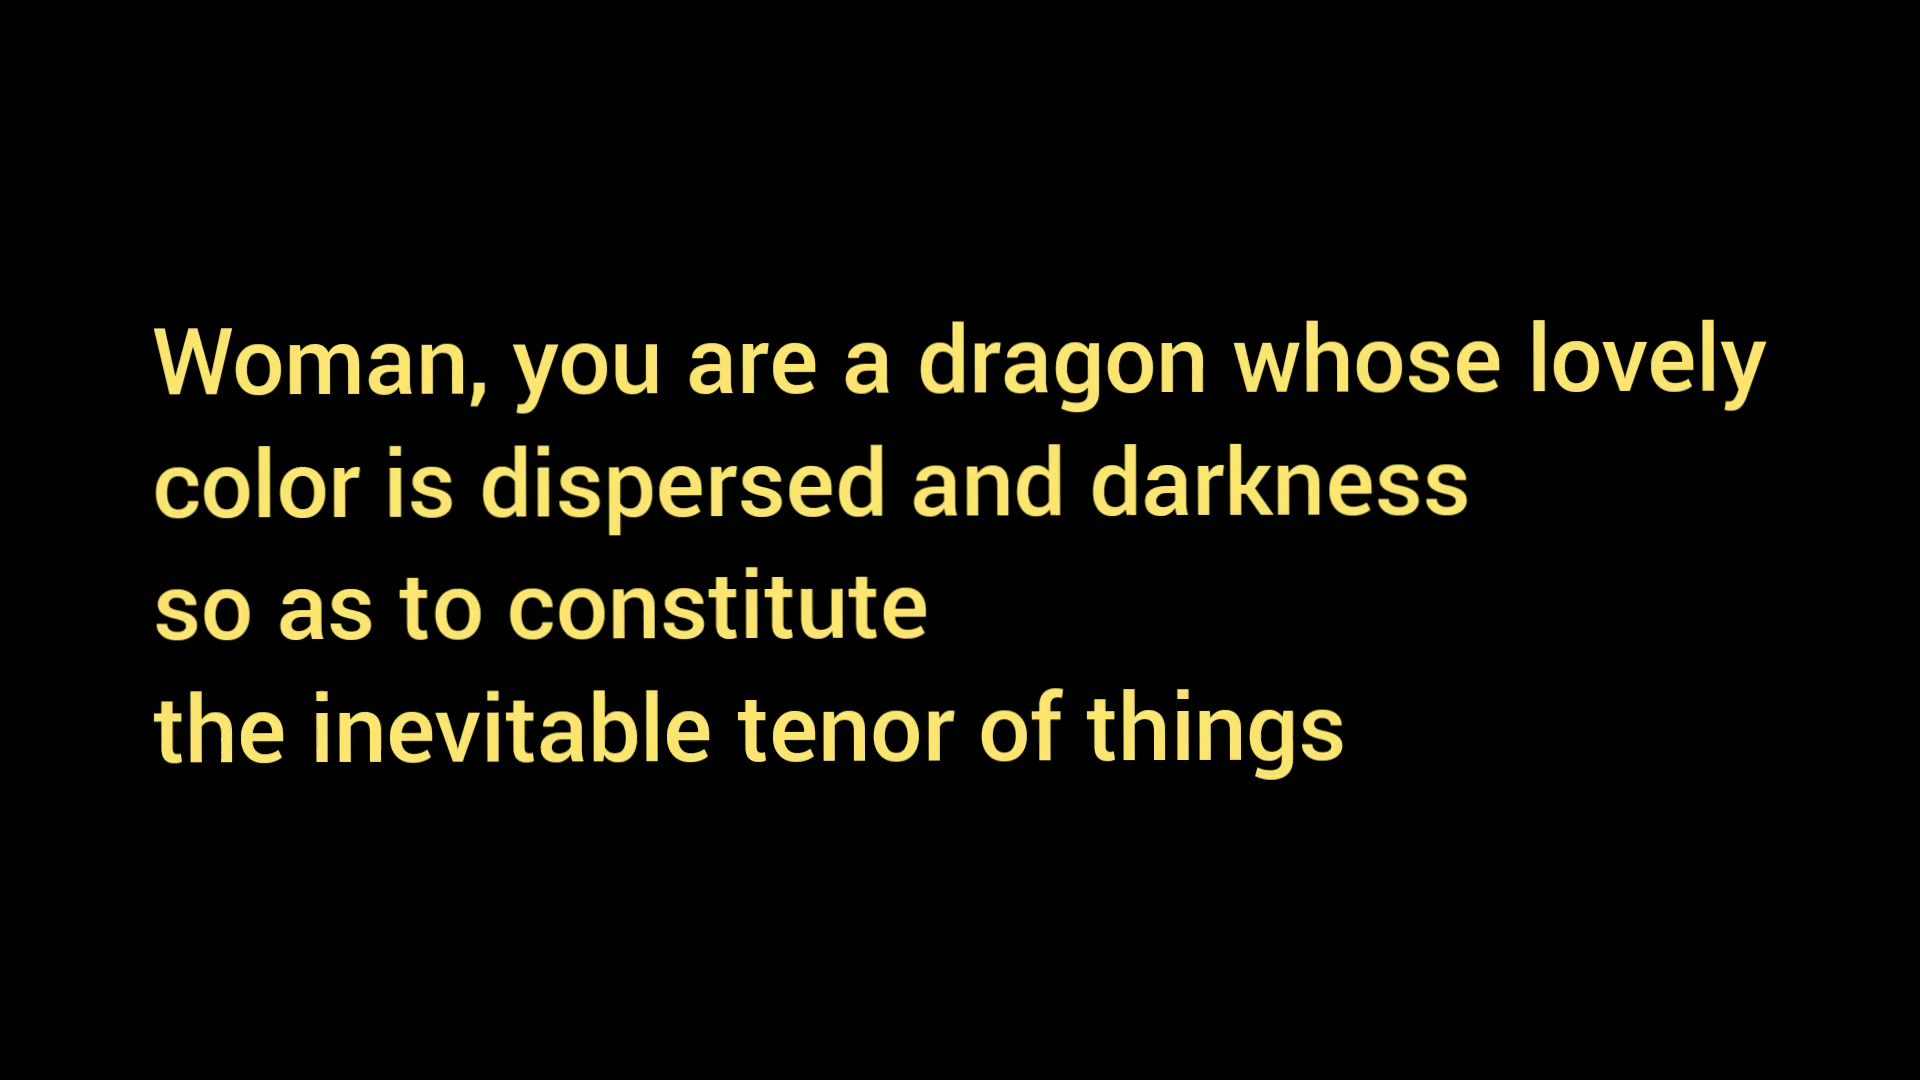 Woman, you are a dragon whose lovely
color is dispersed and darkness
so as to constitute
the inevitable tenor of things